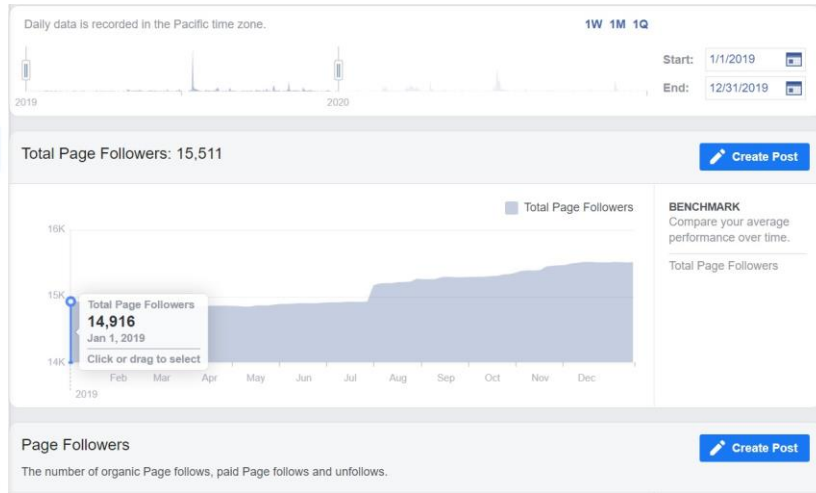 Daily data is recorded in the Pacific time zone.
1W 1M 1Q
Start: 1/1/2019
End: 12/31/2019
2019
2020
Total Page Followers: 15,511
Create Post
Total Page Followers
BENCHMARK
Compare your average
performance over time.
Total Page Followers
16K
15K
14K
Total Page Followers
14,916
Jan 1, 2019
Click or drag to select
Feb Mar Apr May Jun Jul Aug Sep Oct Nov Dec
2019
Page Followers
Create Post
The number of organic Page follows, paid Page follows and unfollows.